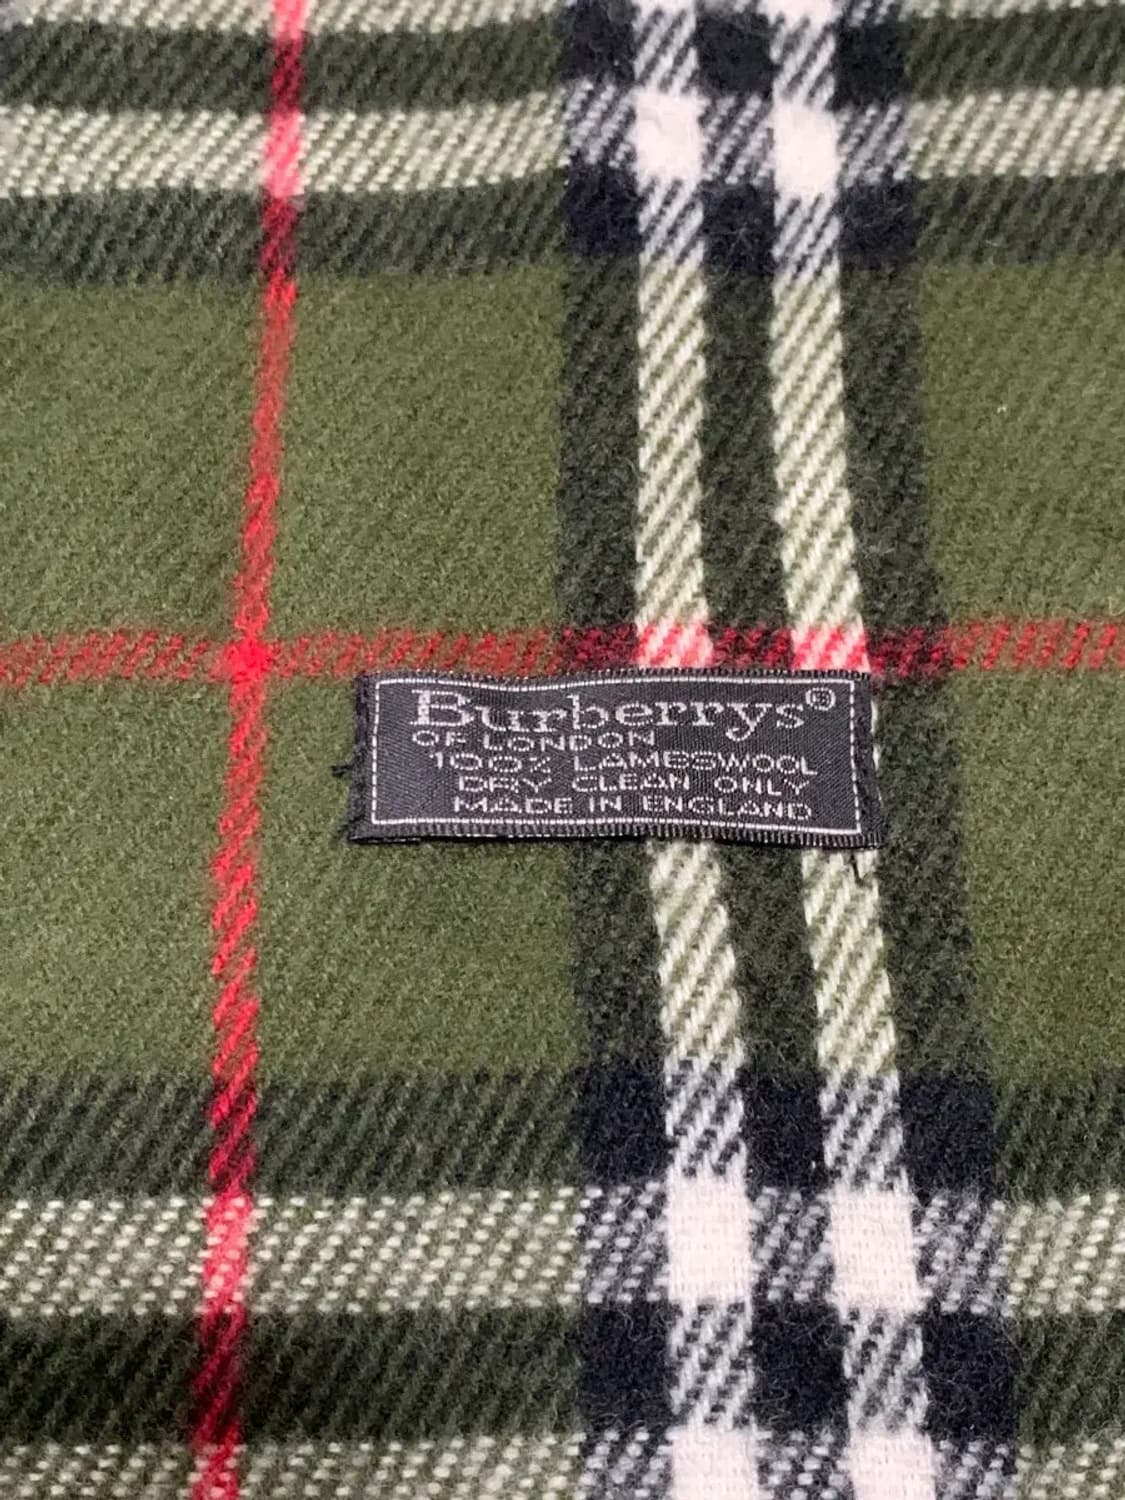 Burberrys®
OF LONDON
100% LAMBSWOOL
DRY CLEAN ONLY
MADE IN ENGLAND